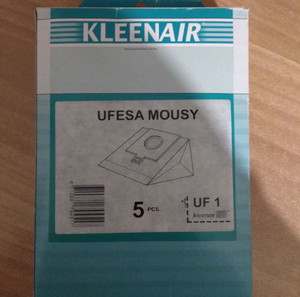 KLEENAIR
UFESA MOUSY
5 PCS.
UF 1